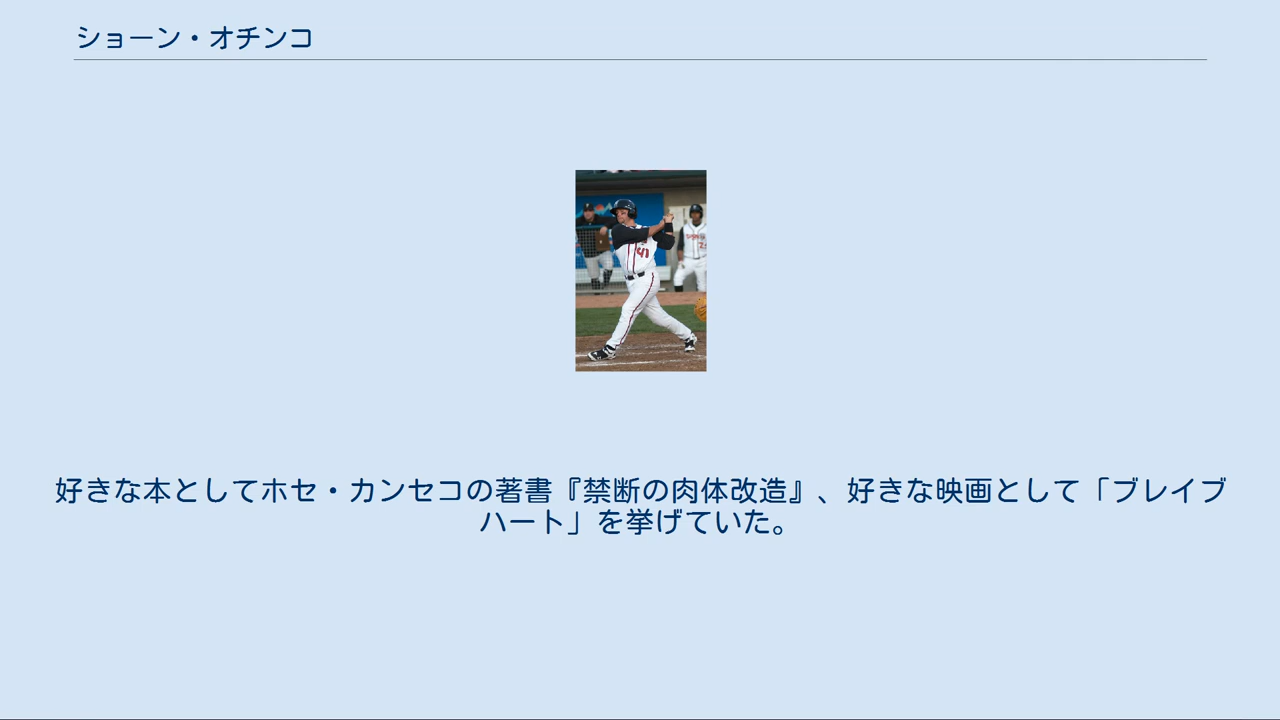 ショーン・オチンコ
好きな本としてホセ・カンセコの著書『禁断の肉体改造』、好きな映画として「ブレイブ
ハート」を挙げていた。